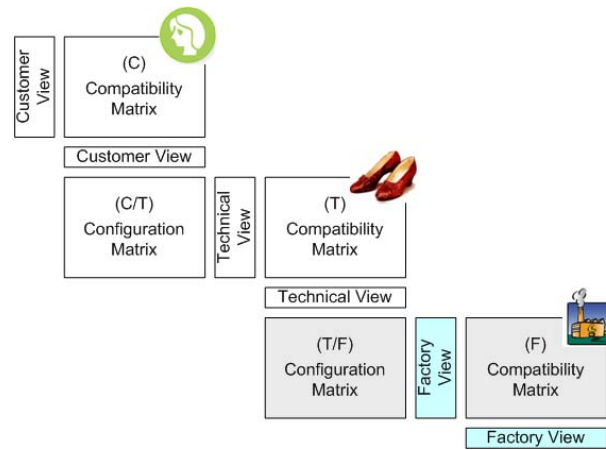 Customer
View
(C)
Compatibility
Matrix
Customer View
(C/T)
Configuration
Matrix
Technical
View
(T)
Compatibility
Matrix
Technical View
(T/F)
Configuration
Matrix
Factory
View
(F)
Compatibility
Matrix
Factory View